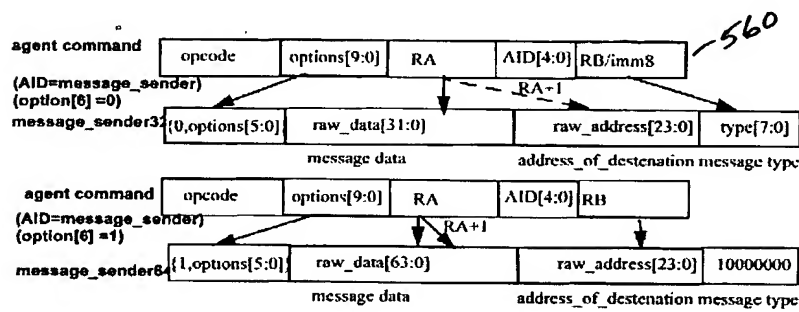 560
agent command opcode options[9:0] RA AID[4:0] RB/imm8
(AID=message_sender)
(option[6] =0)
RA+1
message_sender32 {0,options[5:0]} raw_data[31:0] raw_address[23:0] type[7:0]
message data address_of_destenation message type
agent command opcode options[9:0] RA AID[4:0] RB
(AID=message_sender)
(option[6] =1)
RA+1
message_sender64 {1,options[5:0]} raw_data[63:0] raw_address[23:0] 10000000
message data address_of_destenation message type